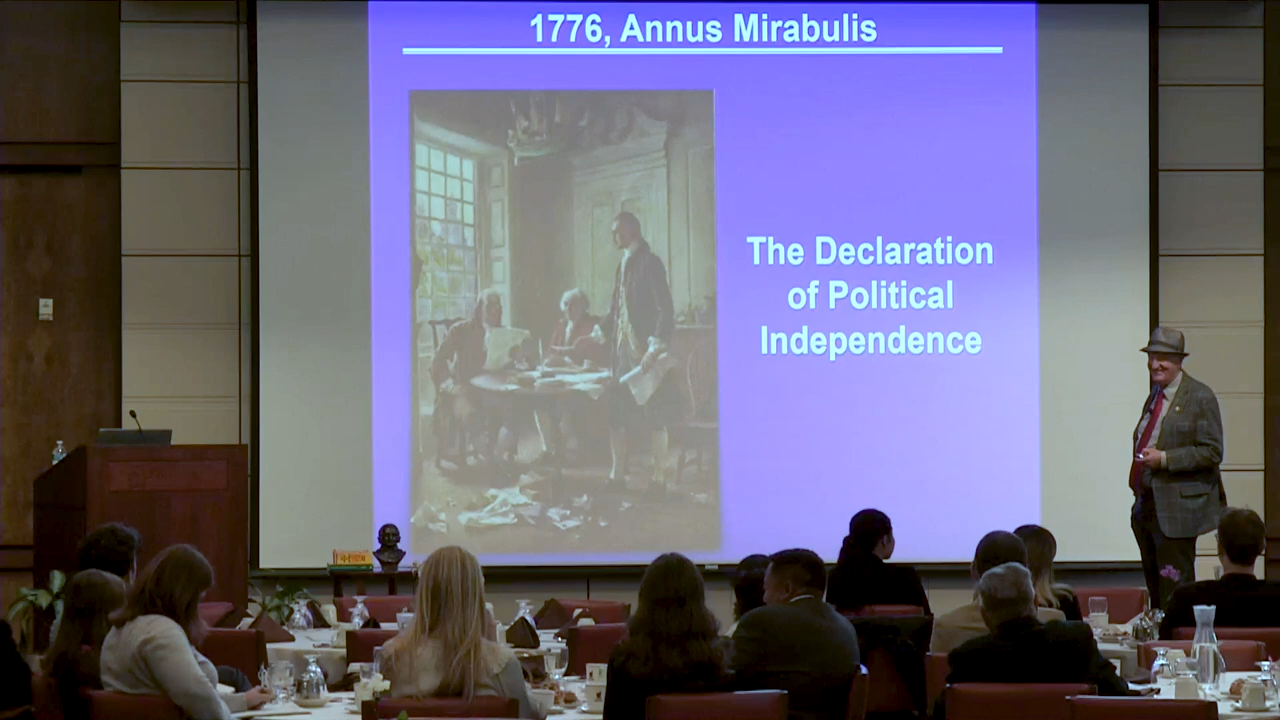 1776, Annus Mirabulis
The Declaration
of Political
Independence